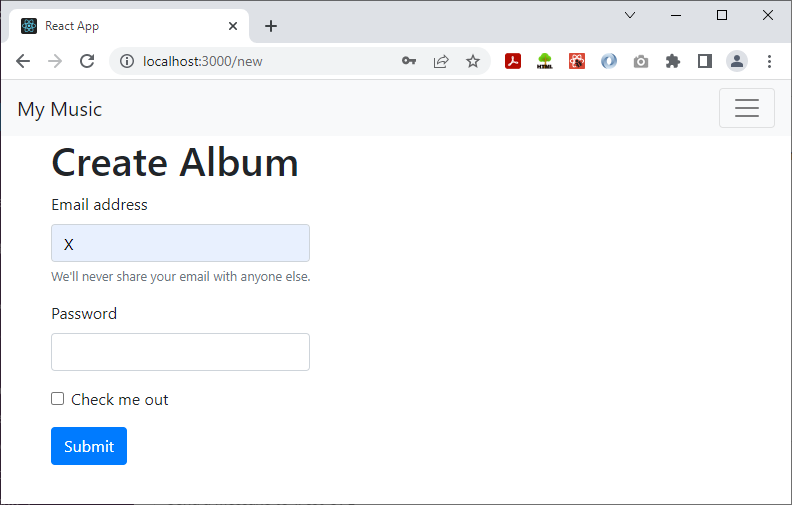 React App
localhost:3000/new
HTML
My Music
Create Album
Email address
X
We'll never share your email with anyone else.
Password
Check me out
Submit